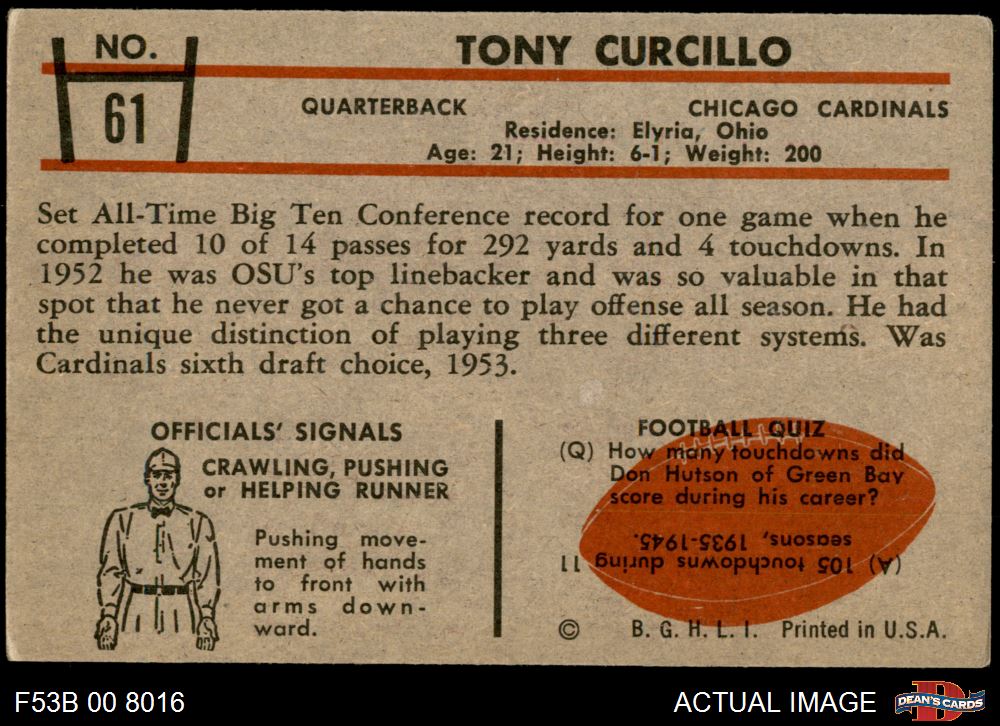 NO.
61
TONY CURCILLO
QUARTERBACK CHICAGO CARDINALS
Residence: Elyria, Ohio
Age: 21; Height: 6-1; Weight: 200
Set All-Time Big Ten Conference record for one game when he
completed 10 of 14 passes for 292 yards and 4 touchdowns. In
1952 he was OSU's top linebacker and was so valuable in that
spot that he never got a chance to play offense all season. He had
the unique distinction of playing three different systems. Was
Cardinals sixth draft choice, 1953.
OFFICIALS' SIGNALS
CRAWLING, PUSHING
or HELPING RUNNER
Pushing move-
ment of hands
to front with
arms down-
ward.
FOOTBALL QUIZ
(Q) How many touchdowns did
Don Hutson of Green Bay
score during his career?
(A) 105 touchdowns during 11
seasons, 1935-1945.
© B. G. H. L. I. Printed in U.S.A.
F53B 00 8016
ACTUAL IMAGE
D
DEAN'S CARDS